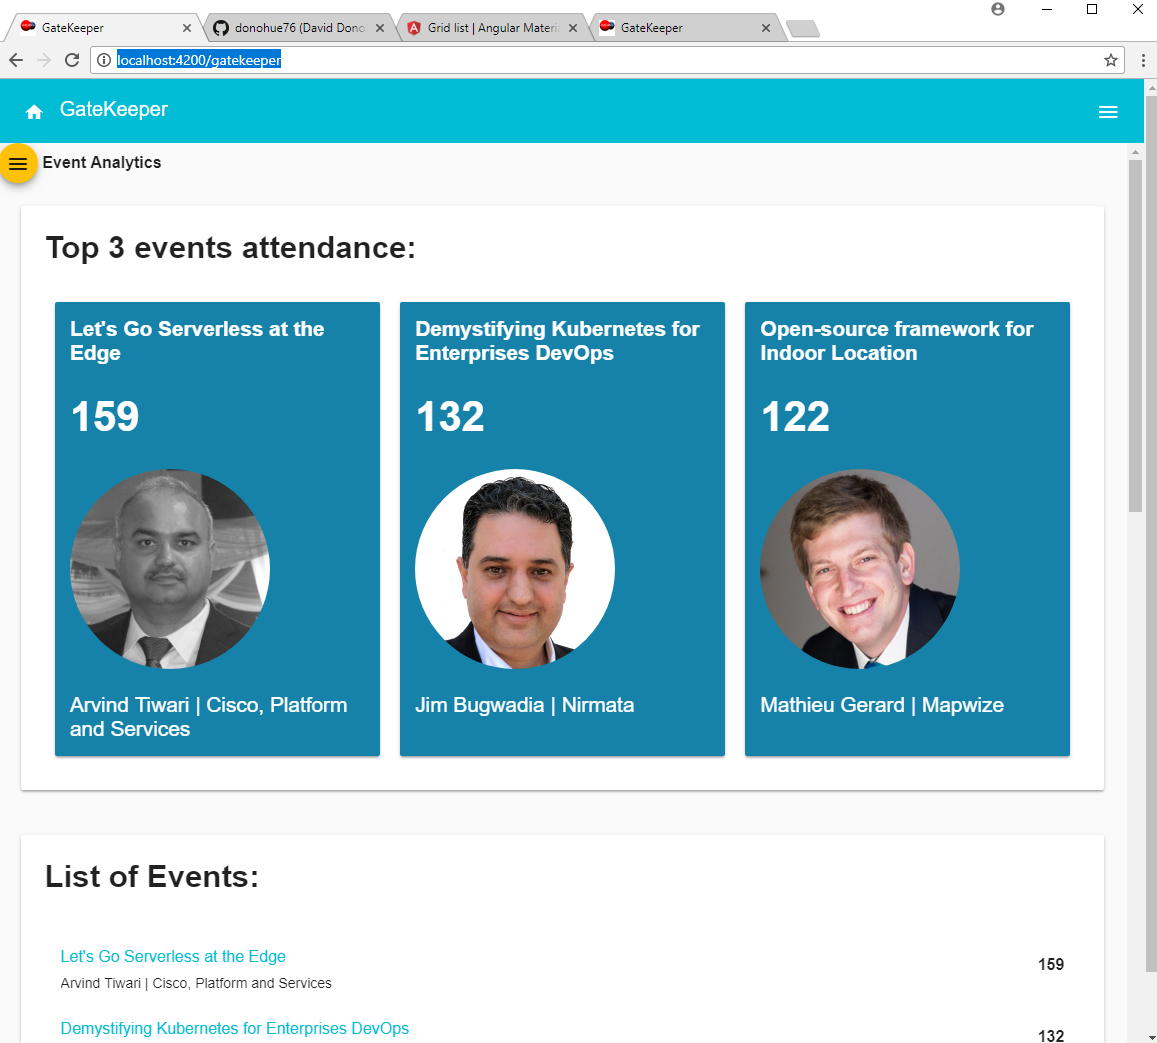 GateKeeper
donohue76 (David Dono
Grid list | Angular Materia
GateKeeper
localhost:4200/gatekeeper
GateKeeper
Event Analytics
Top 3 events attendance:
Let's Go Serverless at the
Edge
159
Arvind Tiwari | Cisco, Platform
and Services
Demystifying Kubernetes for
Enterprises DevOps
132
Jim Bugwadia | Nirmata
Open-source framework for
Indoor Location
122
Mathieu Gerard | Mapwize
List of Events:
Let's Go Serverless at the Edge
159
Arvind Tiwari | Cisco, Platform and Services
Demystifying Kubernetes for Enterprises DevOps
132